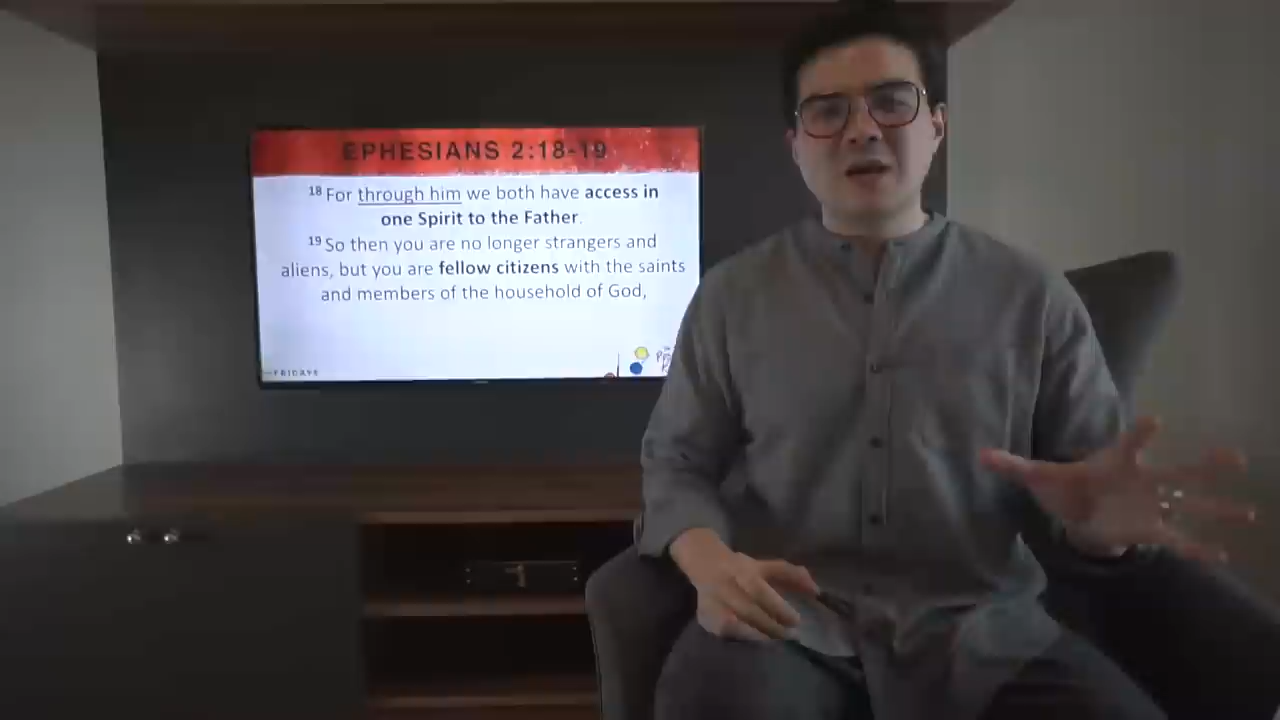 EPHESIANS 2:18-19
18 For through him we both have access in
one Spirit to the Father.
19 So then you are no longer strangers and
aliens, but you are fellow citizens with the saints
and members of the household of God,
FRIDAYS